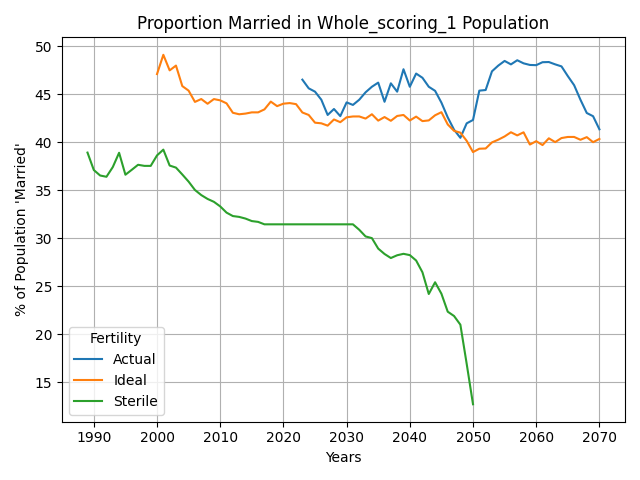 Proportion Married in Whole_scoring_1 Population
% of Population 'Married'
50
45
40
35
30
25
20
15
Fertility
Actual
Ideal
Sterile
1990 2000 2010 2020 2030 2040 2050 2060 2070
Years